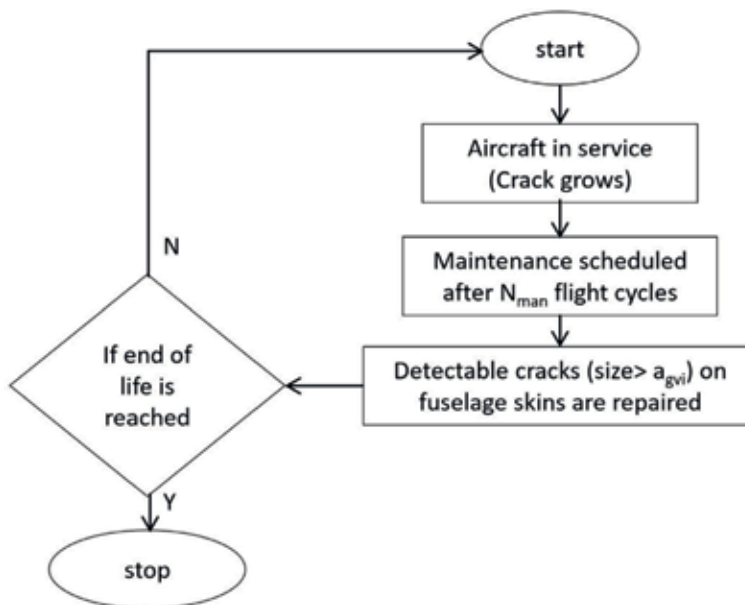 start
Aircraft in service
(Crack grows)
Maintenance scheduled
after Nman flight cycles
Detectable cracks (size> agvi) on
fuselage skins are repaired
If end of
life is
reached
N
Y
stop